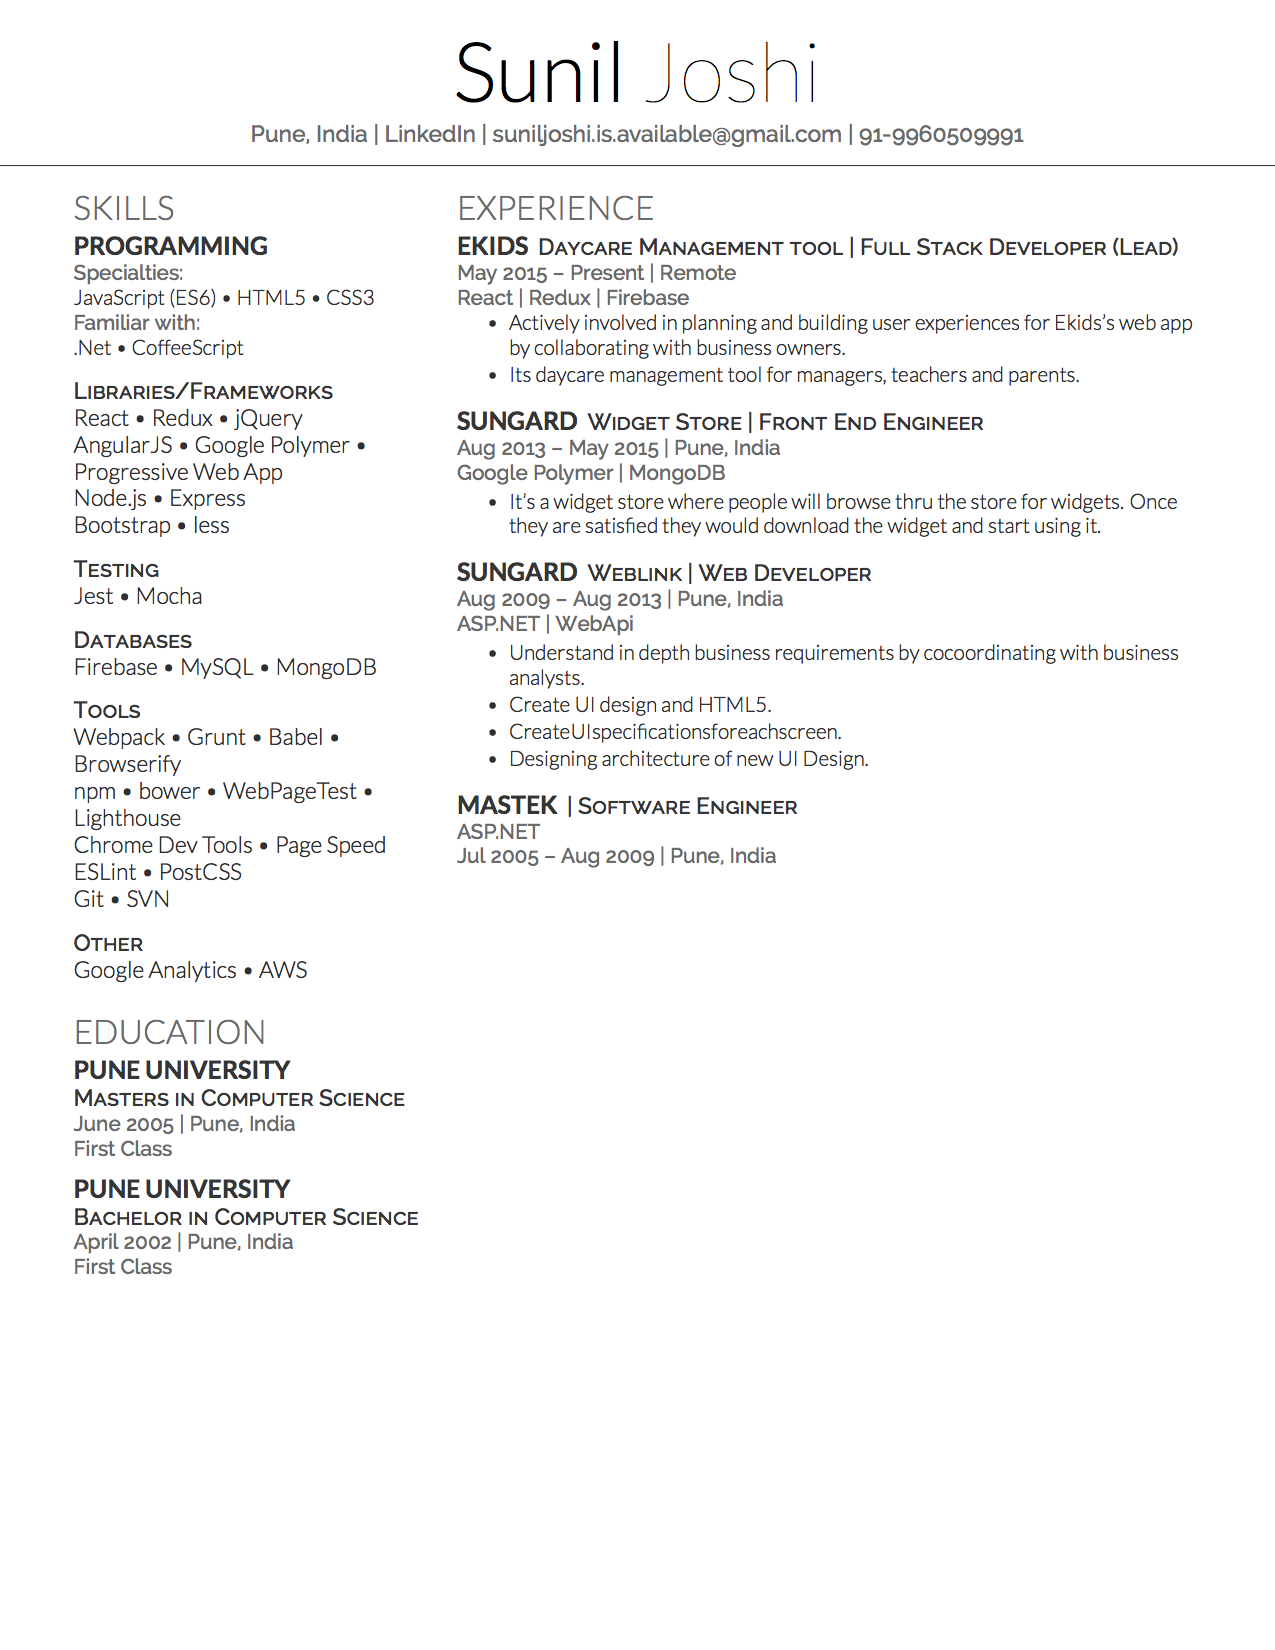 Sunil Joshi
Pune, India | LinkedIn | suniljoshi.is.available@gmail.com | 91-9960509991
SKILLS
PROGRAMMING
Specialties:
JavaScript (ES6) • HTML5 • CSS3
Familiar with:
.Net • CoffeeScript
Libraries/Frameworks
React • Redux • jQuery
AngularJS • Google Polymer •
Progressive Web App
Node.js • Express
Bootstrap • less
Testing
Jest • Mocha
Databases
Firebase • MySQL • MongoDB
Tools
Webpack • Grunt • Babel •
Browserify
npm • bower • WebPageTest •
Lighthouse
Chrome Dev Tools • Page Speed
ESLint • PostCSS
Git • SVN
Other
Google Analytics • AWS
EDUCATION
PUNE UNIVERSITY
Masters in Computer Science
June 2005 | Pune, India
First Class
PUNE UNIVERSITY
Bachelor in Computer Science
April 2002 | Pune, India
First Class
EXPERIENCE
EKIDS Daycare Management tool | Full Stack Developer (Lead)
May 2015 – Present | Remote
React | Redux | Firebase
• Actively involved in planning and building user experiences for Ekids’s web app
by collaborating with business owners.
• Its daycare management tool for managers, teachers and parents.
SUNGARD Widget Store | Front End Engineer
Aug 2013 – May 2015 | Pune, India
Google Polymer | MongoDB
• It’s a widget store where people will browse thru the store for widgets. Once
they are satisfied they would download the widget and start using it.
SUNGARD Weblink | Web Developer
Aug 2009 – Aug 2013 | Pune, India
ASP.NET | WebApi
• Understand in depth business requirements by cocoordinating with business
analysts.
• Create UI design and HTML5.
• CreateUIspecificationsforeachscreen.
• Designing architecture of new UI Design.
MASTEK | Software Engineer
ASP.NET
Jul 2005 – Aug 2009 | Pune, India